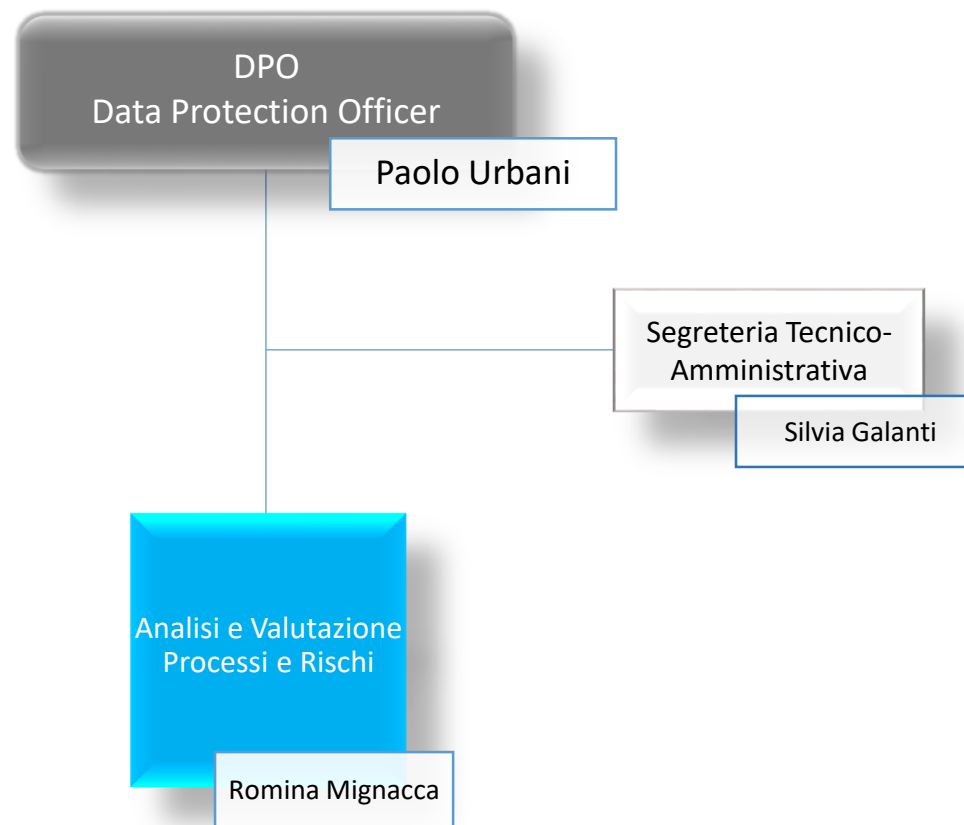 DPO
Data Protection Officer
Paolo Urbani
Segreteria Tecnico-
Amministrativa
Silvia Galanti
Analisi e Valutazione
Processi e Rischi
Romina Mignacca